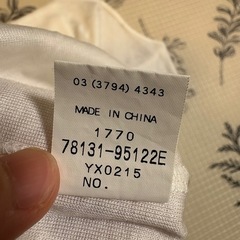 03 (3794) 4343
MADE IN CHINA
1770
78131-95122E
YX0215
NO.